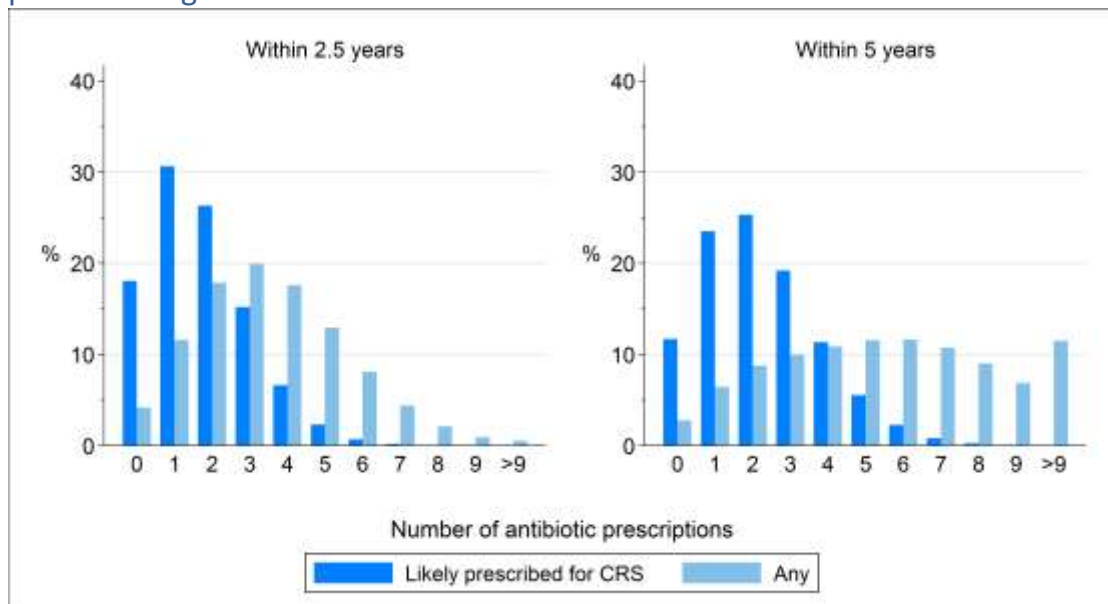 Within 2.5 years
Within 5 years
40
30
%
20
10
0
0 1 2 3 4 5 6 7 8 9 >9
40
30
%
20
10
0
0 1 2 3 4 5 6 7 8 9 >9
Number of antibiotic prescriptions
Likely prescribed for CRS
Any